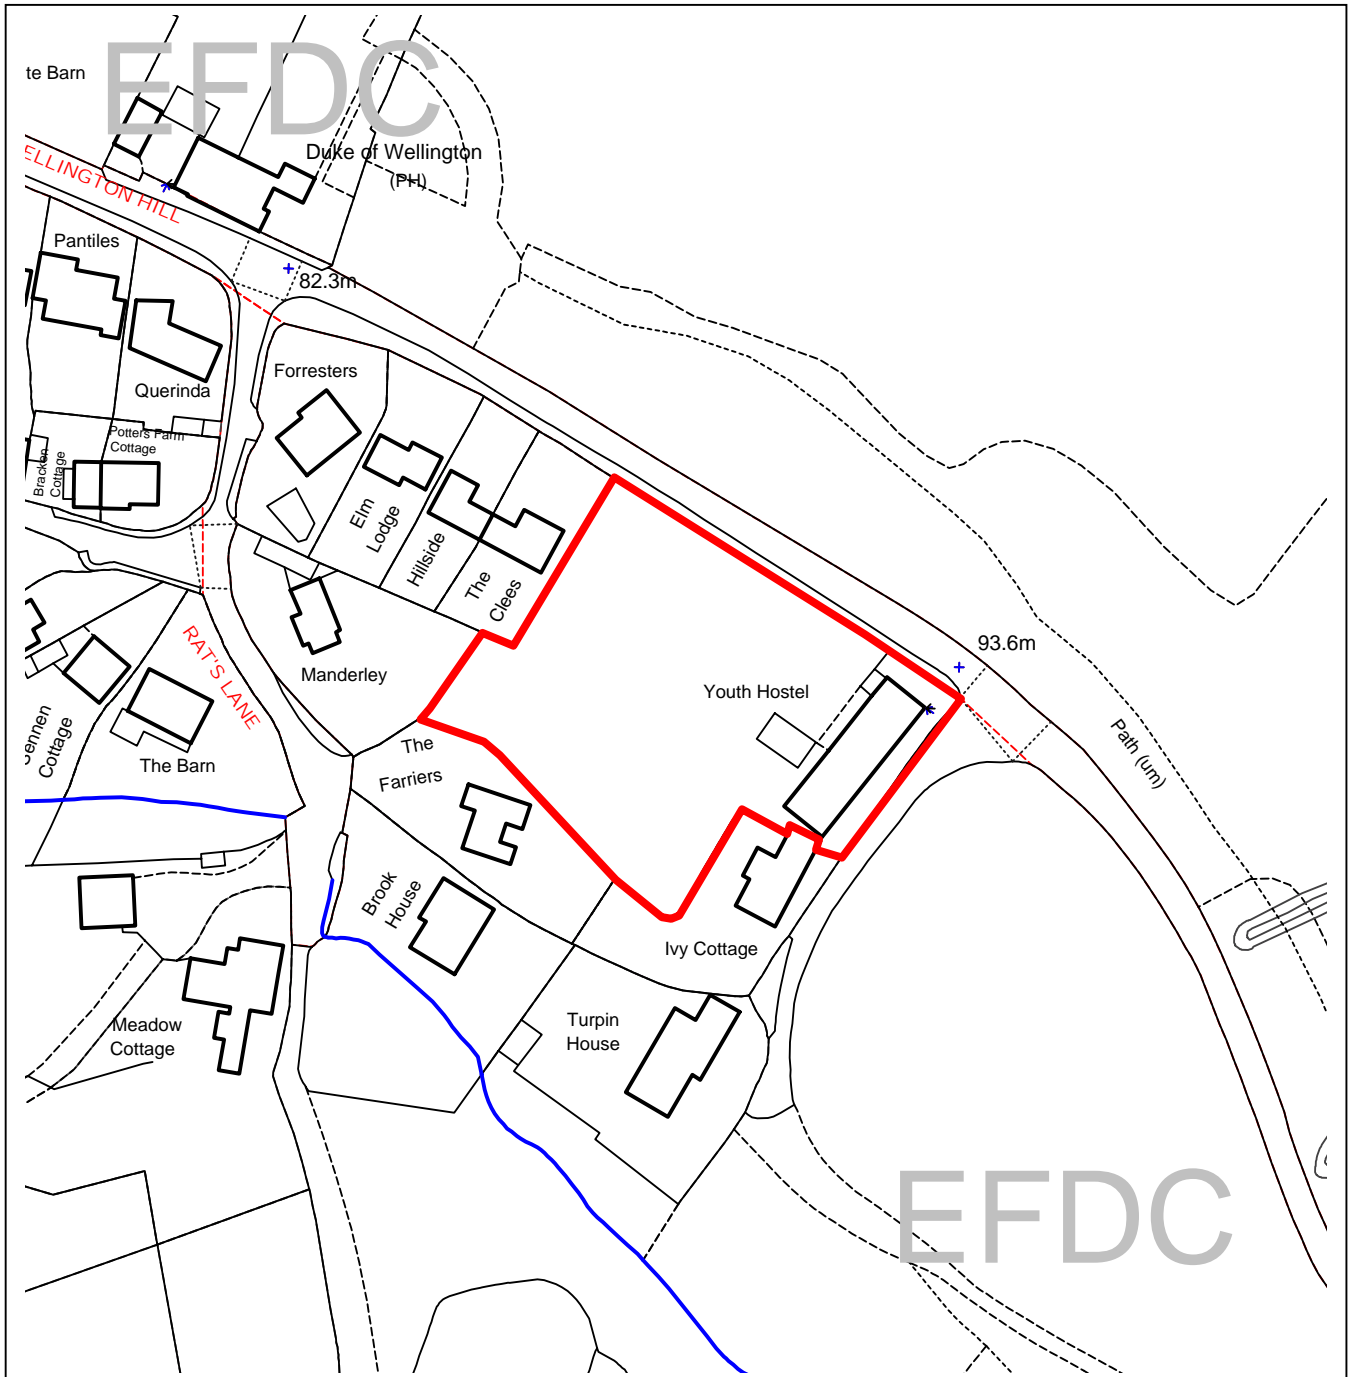 EFDC
te Barn
Duke of Wellington
(PH)
ELLINGTON HILL
Pantiles
82.3m
Querinda
Forresters
Potters Farm
Cottage
Bracken
Cottage
Elm
Lodge
Hillside
The
Clees
RAT'S LANE
Manderley
93.6m
Youth Hostel
Path (um)
ennen
Cottage
The Barn
The
Farriers
Brook
House
Ivy Cottage
Meadow
Cottage
Turpin
House
EFDC